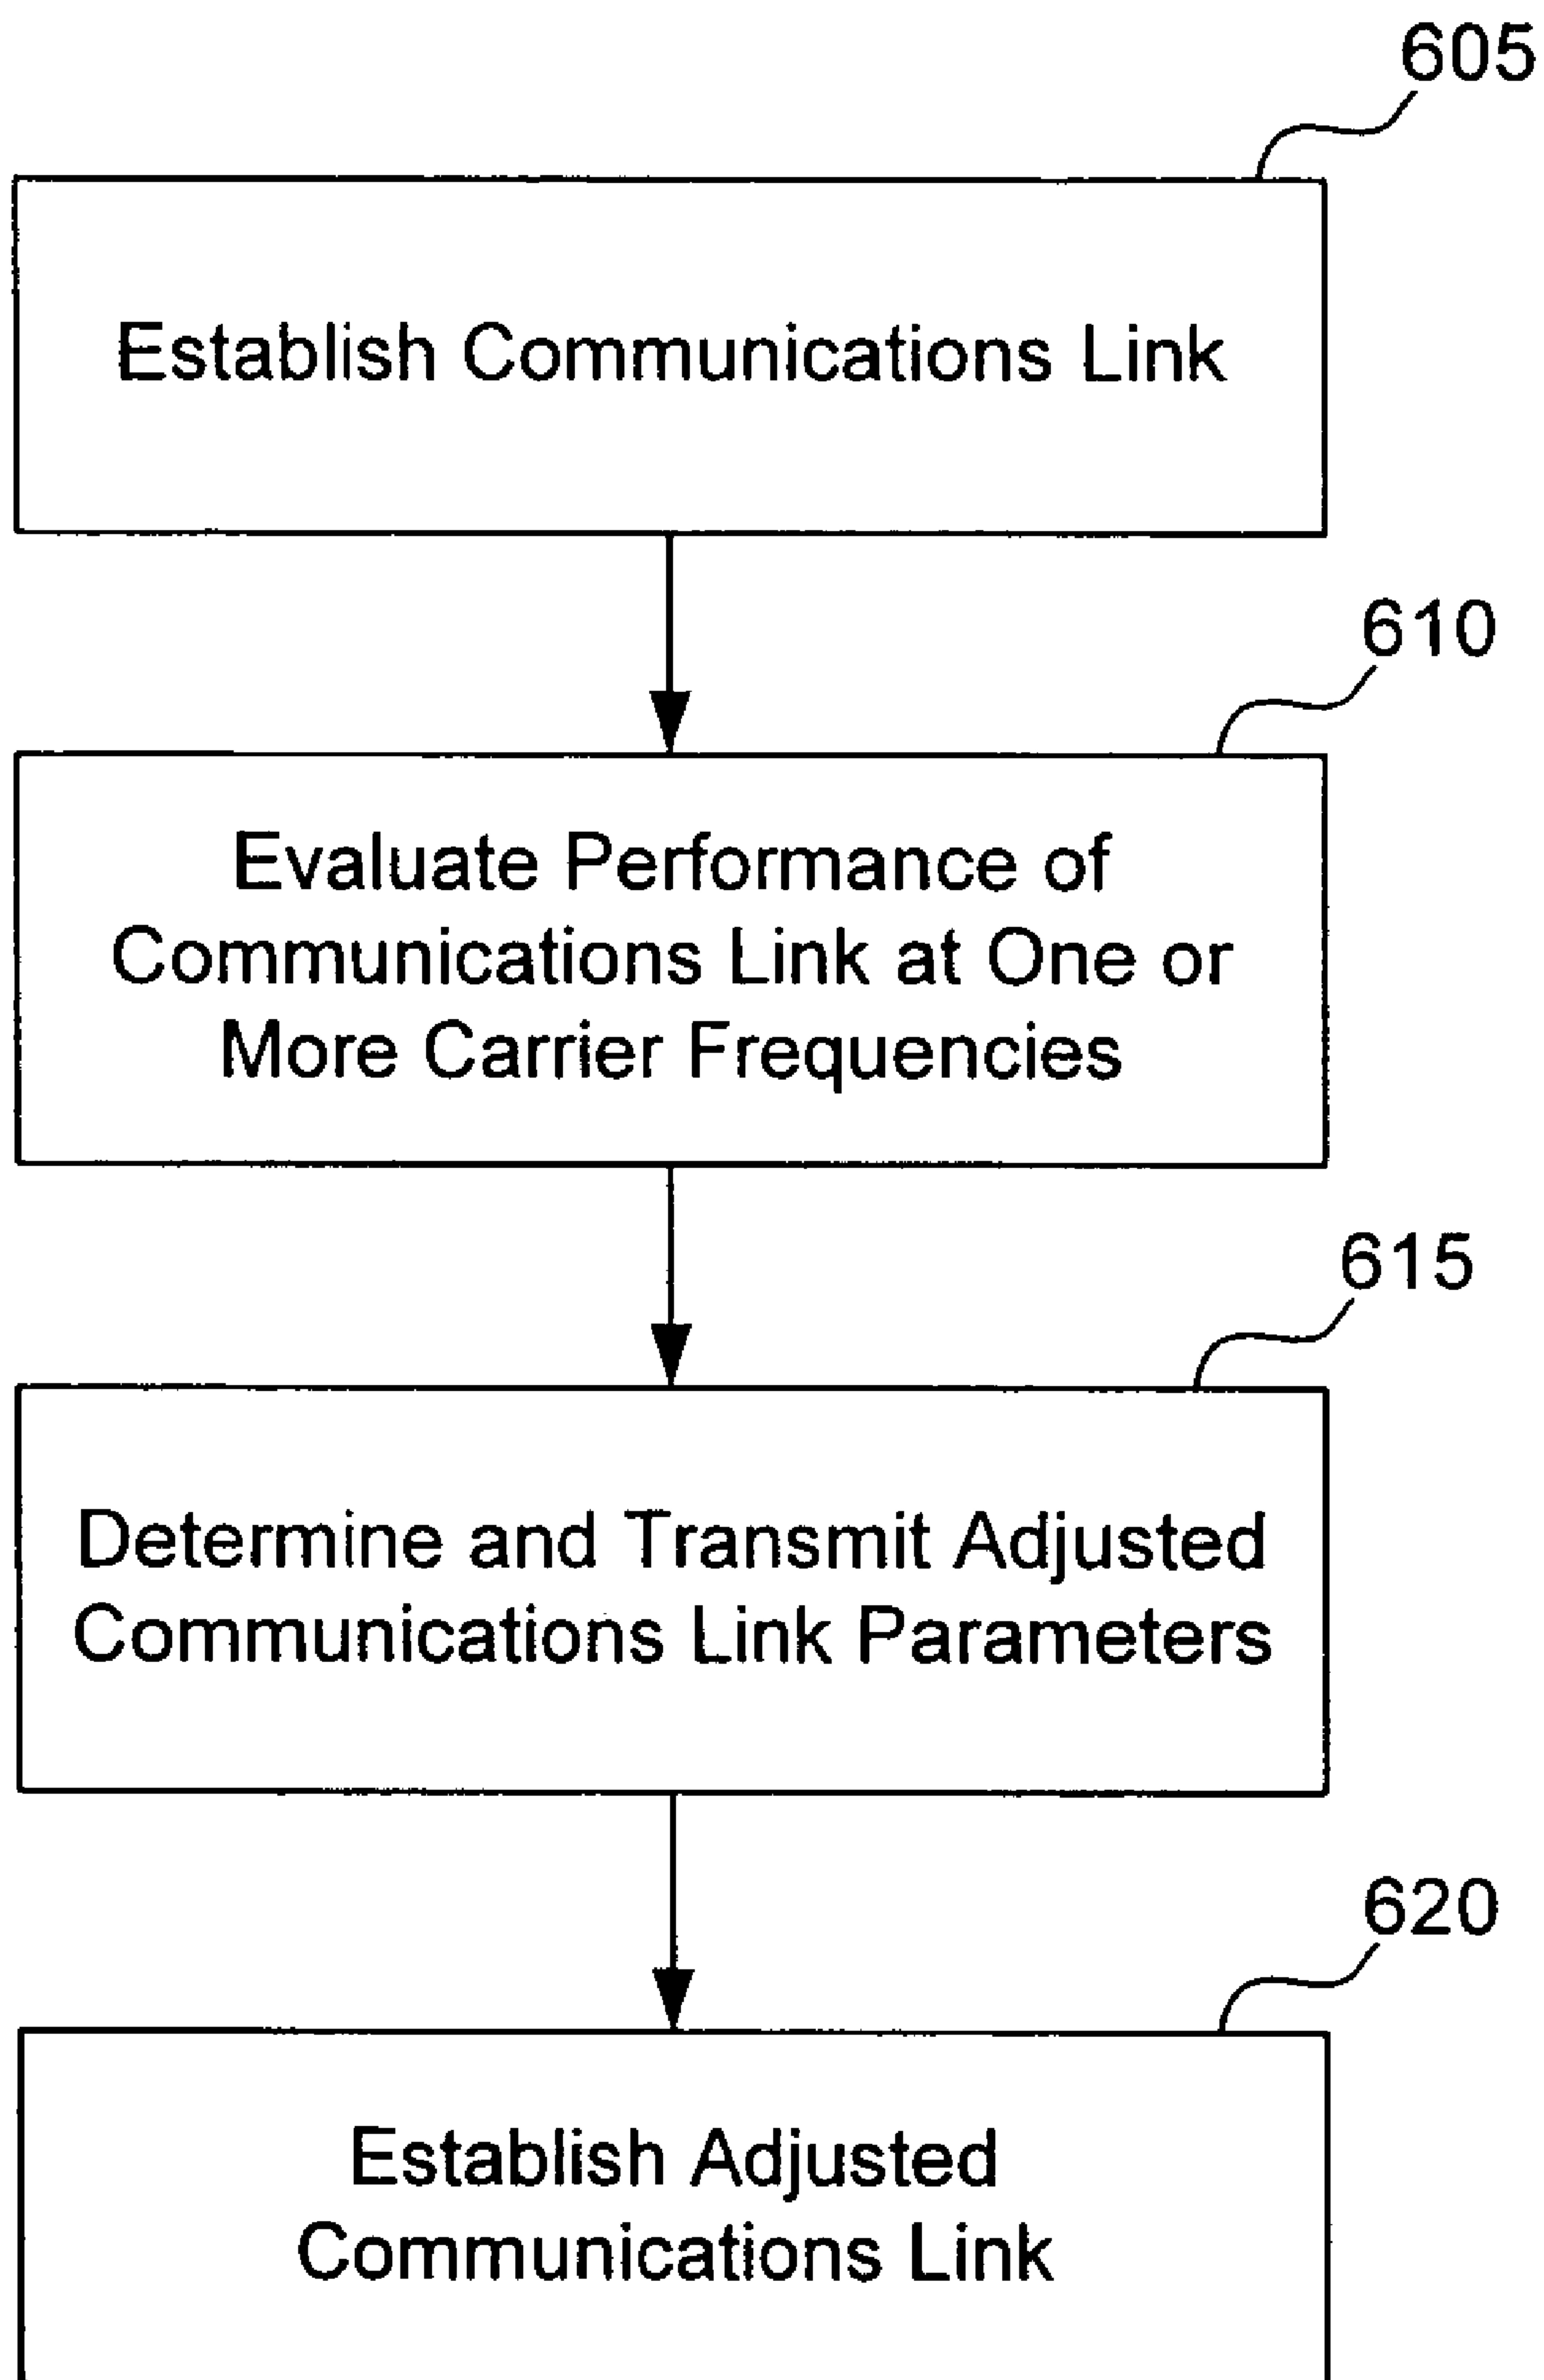 605
Establish Communications Link
610
Evaluate Performance of
Communications Link at One or
More Carrier Frequencies
615
Determine and Transmit Adjusted
Communications Link Parameters
620
Establish Adjusted
Communications Link